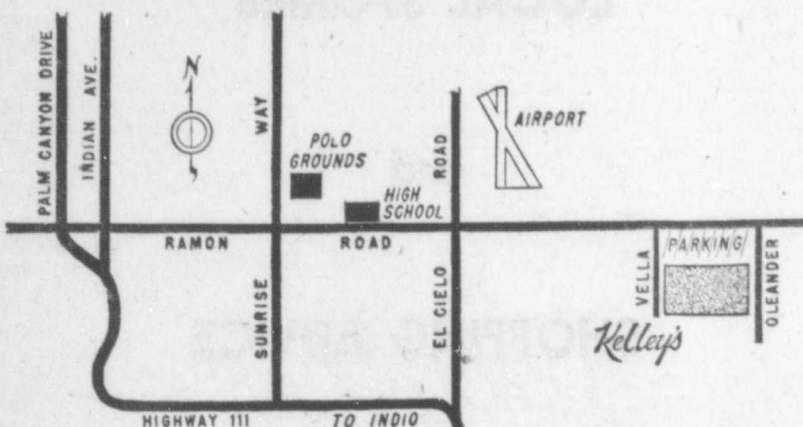 PALM CANYON DRIVE
INDIAN AVE.
N
WAY
POLO
GROUNDS
HIGH
SCHOOL
ROAD
AIRPORT
RAMON ROAD
SUNRISE
EL CIELO
VELLA
PARKING
OLEANDER
Kelley's
HIGHWAY 111 TO INDIO